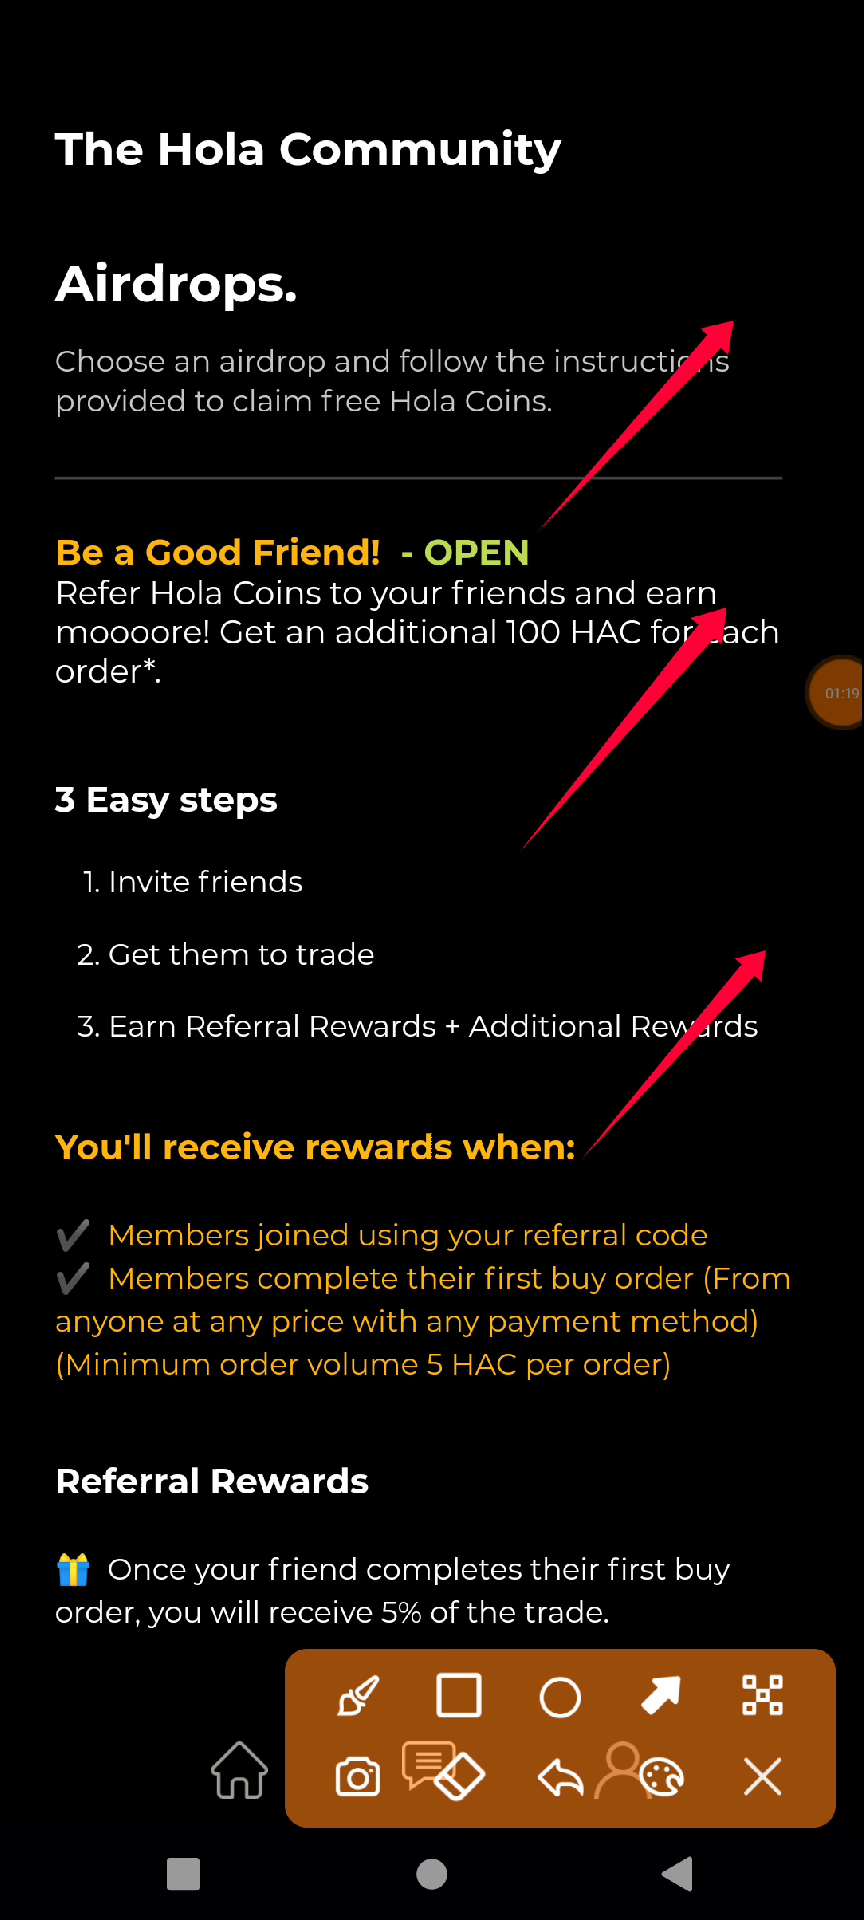 The Hola Community
Airdrops.
Choose an airdrop and follow the instructions
provided to claim free Hola Coins.
Be a Good Friend! - OPEN
Refer Hola Coins to your friends and earn
moooore! Get an additional 100 HAC for each
order*.
01:19
3 Easy steps
1. Invite friends
2. Get them to trade
3. Earn Referral Rewards + Additional Rewards
You'll receive rewards when:
✔ Members joined using your referral code
✔ Members complete their first buy order (From
anyone at any price with any payment method)
(Minimum order volume 5 HAC per order)
Referral Rewards
🎁 Once your friend completes their first buy
order, you will receive 5% of the trade.